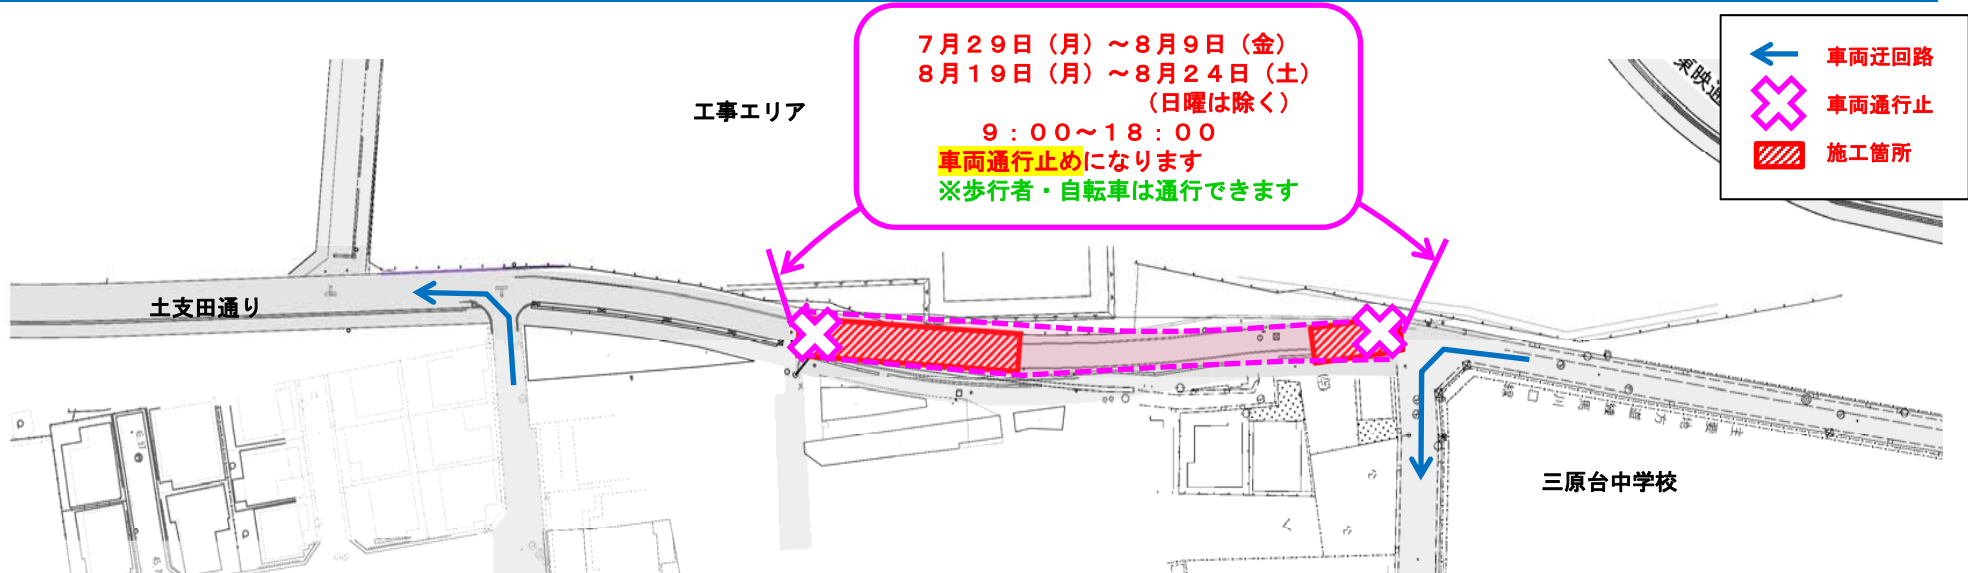 ７月２９日（月）～８月９日（金）
８月１９日（月）～８月２４日（土）
（日曜は除く）
９：００～１８：００
車両通行止めになります
※歩行者・自転車は通行できます
車両迂回路
車両通行止
施工箇所
工事エリア
東映通
土支田通り
三原台中学校